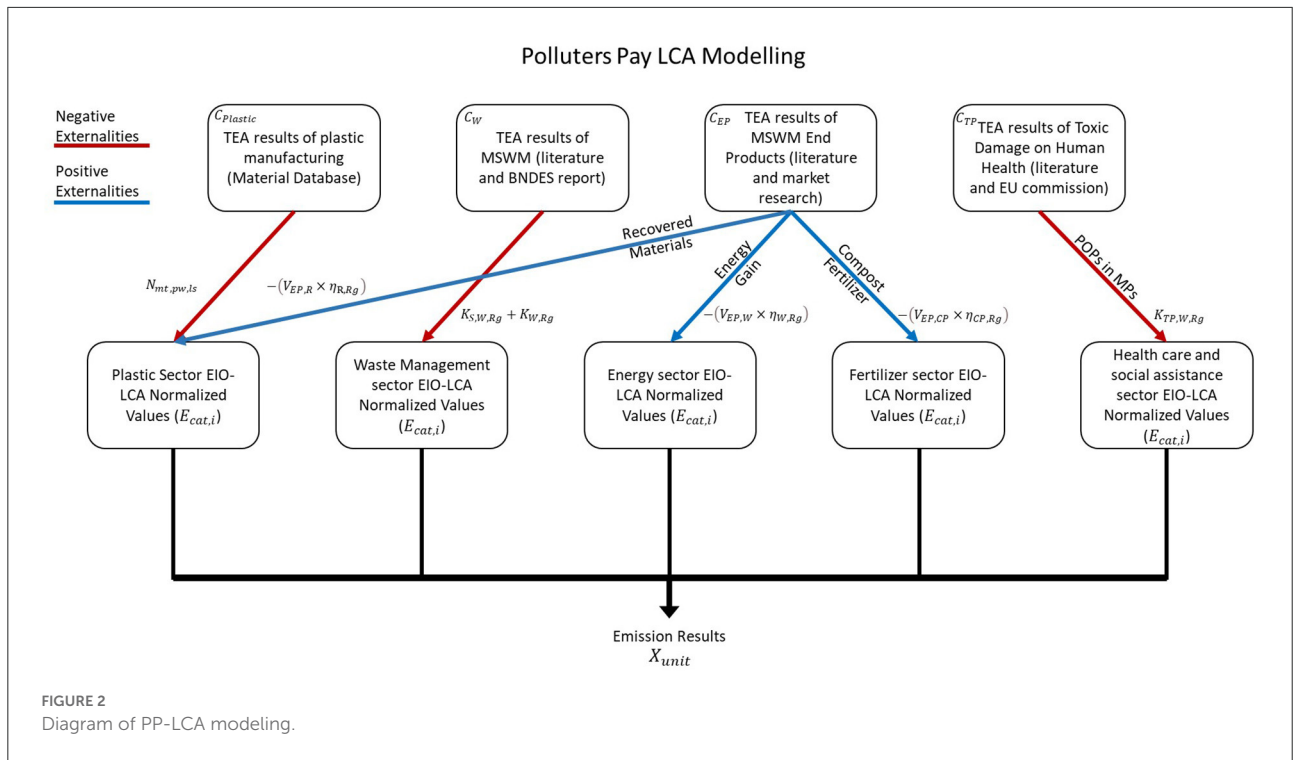 Polluters Pay LCA Modelling
Negative
Externalities
Positive
Externalities
C_Plastic
TEA results of plastic
manufacturing
(Material Database)
C_W
TEA results of
MSWM (literature
and BNDES report)
C_EP
TEA results of
MSWM End
Products (literature
and market
research)
C_TP
TEA results of Toxic
Damage on Human
Health (literature
and EU commission)
Recovered
Materials
Energy
Gain
Compost
Fertilizer
POPs in MPs
N_mt,pw,ls
−(V_EP,R × η_R,Rg)
K_S,W,Rg + K_W,Rg
−(V_EP,W × η_W,Rg)
−(V_EP,CP × η_CP,Rg)
K_TP,W,Rg
Plastic Sector EIO-
LCA Normalized
Values (E_cat,i)
Waste Management
sector EIO-LCA
Normalized Values
(E_cat,i)
Energy sector EIO-
LCA Normalized
Values (E_cat,i)
Fertilizer sector EIO-
LCA Normalized
Values (E_cat,i)
Health care and
social assistance
sector EIO-LCA
Normalized Values
(E_cat,i)
Emission Results
X_unit
FIGURE 2
Diagram of PP-LCA modeling.